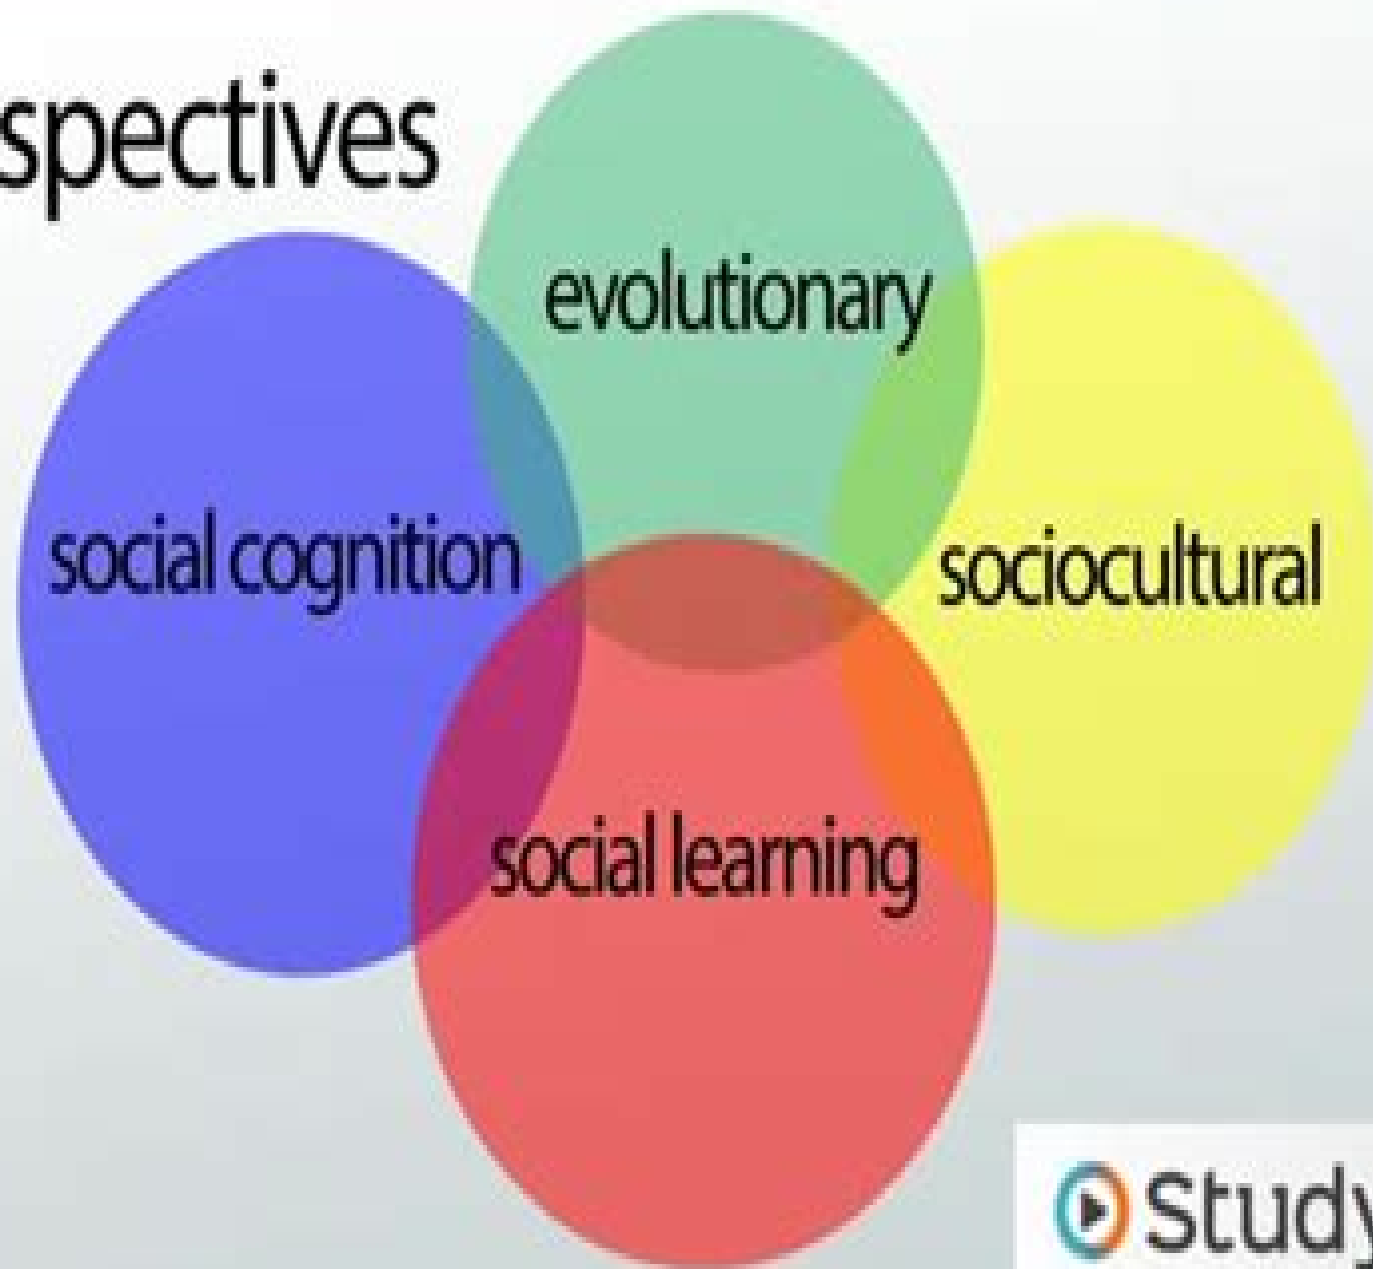 spectives
evolutionary
social cognition
sociocultural
social learning
Study